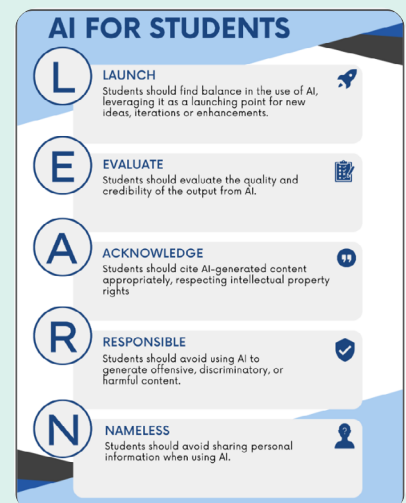 AI FOR STUDENTS
L
LAUNCH
Students should find balance in the use of AI,
leveraging it as a launching point for new
ideas, iterations or enhancements.
E
EVALUATE
Students should evaluate the quality and
credibility of the output from AI.
A
ACKNOWLEDGE
Students should cite AI-generated content
appropriately, respecting intellectual property
rights
R
RESPONSIBLE
Students should avoid using AI to
generate offensive, discriminatory, or
harmful content.
N
NAMELESS
Students should avoid sharing personal
information when using AI.